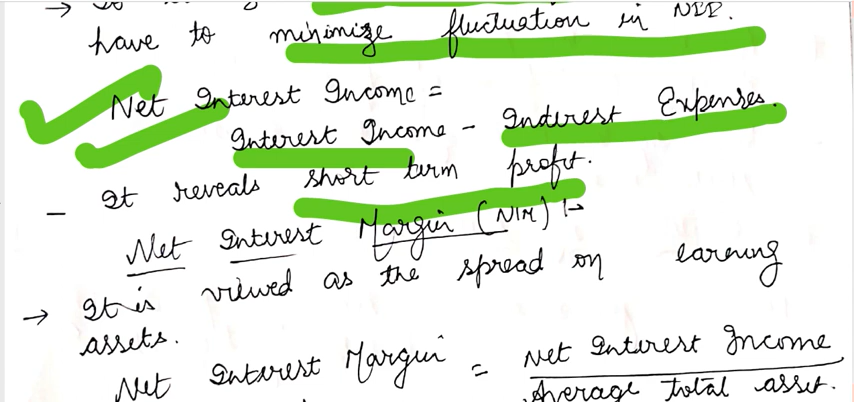 have to minimize fluctuation in NII.
Net Interest Income =
Interest Income - Inderest Expenses.
- It reveals short term profit.
Net Interest Margin (NIM) :-
→ It is viewed as the spread on earning
assets.
Net Interest Margin = Net Interest Income
Average total asset.